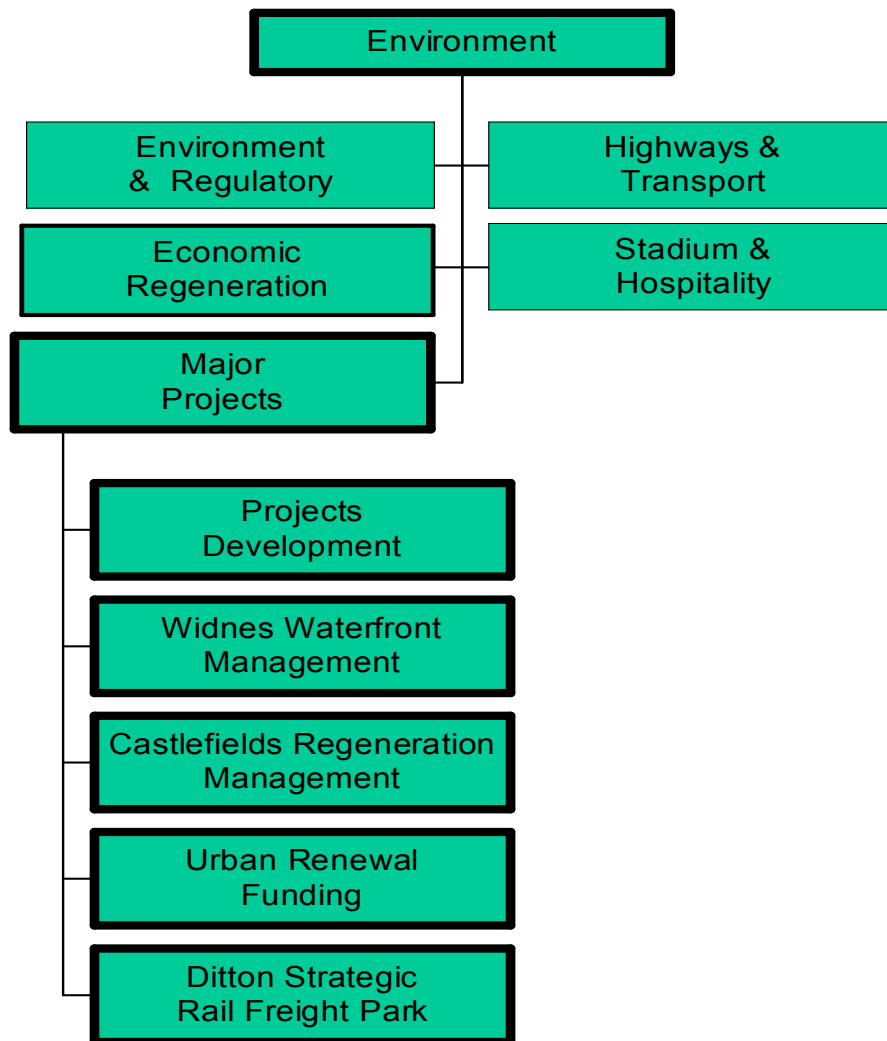 Environment
Environment
& Regulatory
Highways &
Transport
Economic
Regeneration
Stadium &
Hospitality
Major
Projects
Projects
Development
Widnes Waterfront
Management
Castlefields Regeneration
Management
Urban Renewal
Funding
Ditton Strategic
Rail Freight Park